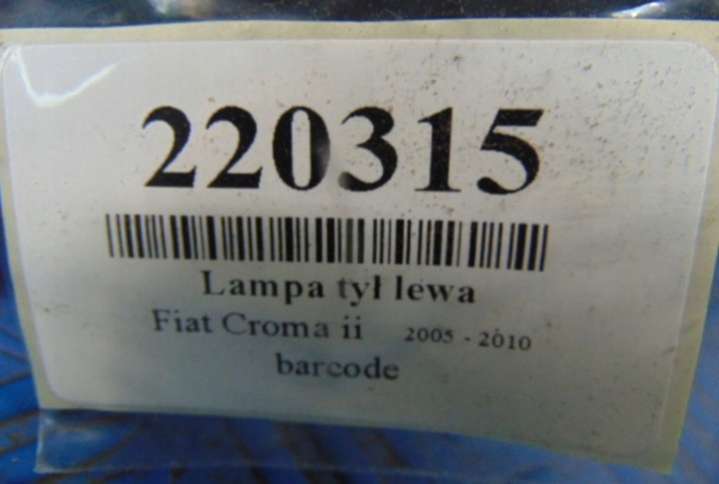 220315
Lampa tył lewa
Fiat Croma ii 2005 - 2010
barcode